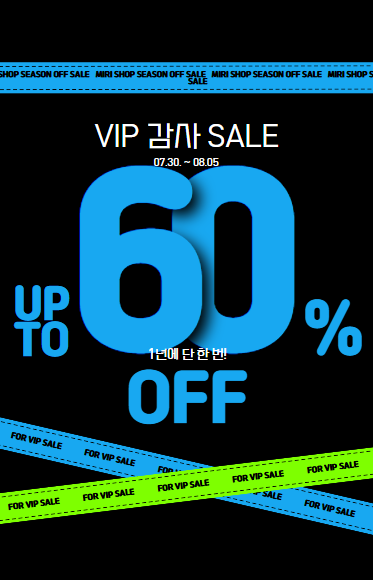 SHOP SEASON OFF SALE MIRI SHOP SEASON OFF SALE MIRI SHOP SEASON OFF SALE MIRI SHOP S
SALE
VIP 감사 SALE
07.30. ~ 08.05
60
UP
TO
%
1년에 단 한 번!
OFF
FOR VIP SALE FOR VIP SALE FOR VIP SALE FOR VIP SALE
FOR VIP SALE FOR VIP SALE FOR VIP SALE FOR VIP SALE FOR VIP SALE